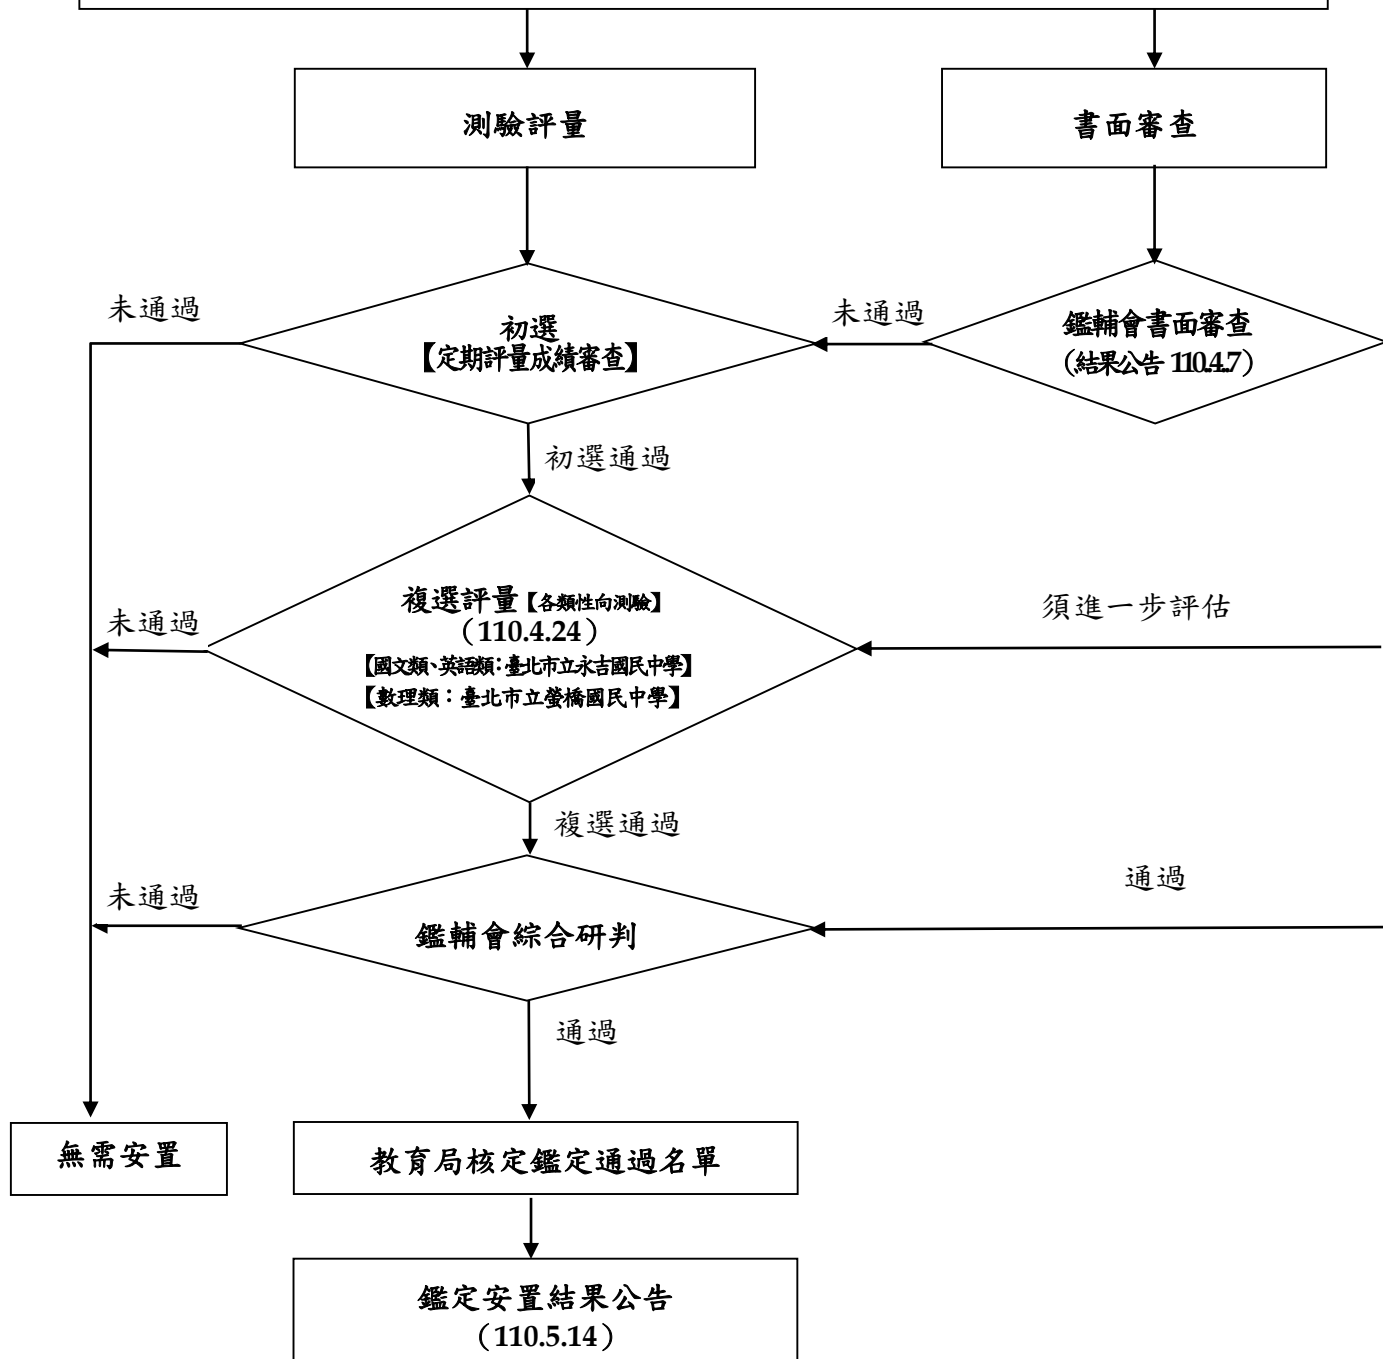 測驗評量
書面審查
未通過
初選
【定期評量成績審查】
未通過
鑑輔會書面審查
(結果公告 110.4.7)
初選通過
未通過
複選評量【各類性向測驗】
（110.4.24）
【國文類、英語類：臺北市立永吉國民中學】
【數理類：臺北市立螢橋國民中學】
須進一步評估
複選通過
未通過
鑑輔會綜合研判
通過
通過
無需安置
教育局核定鑑定通過名單
鑑定安置結果公告
（110.5.14）